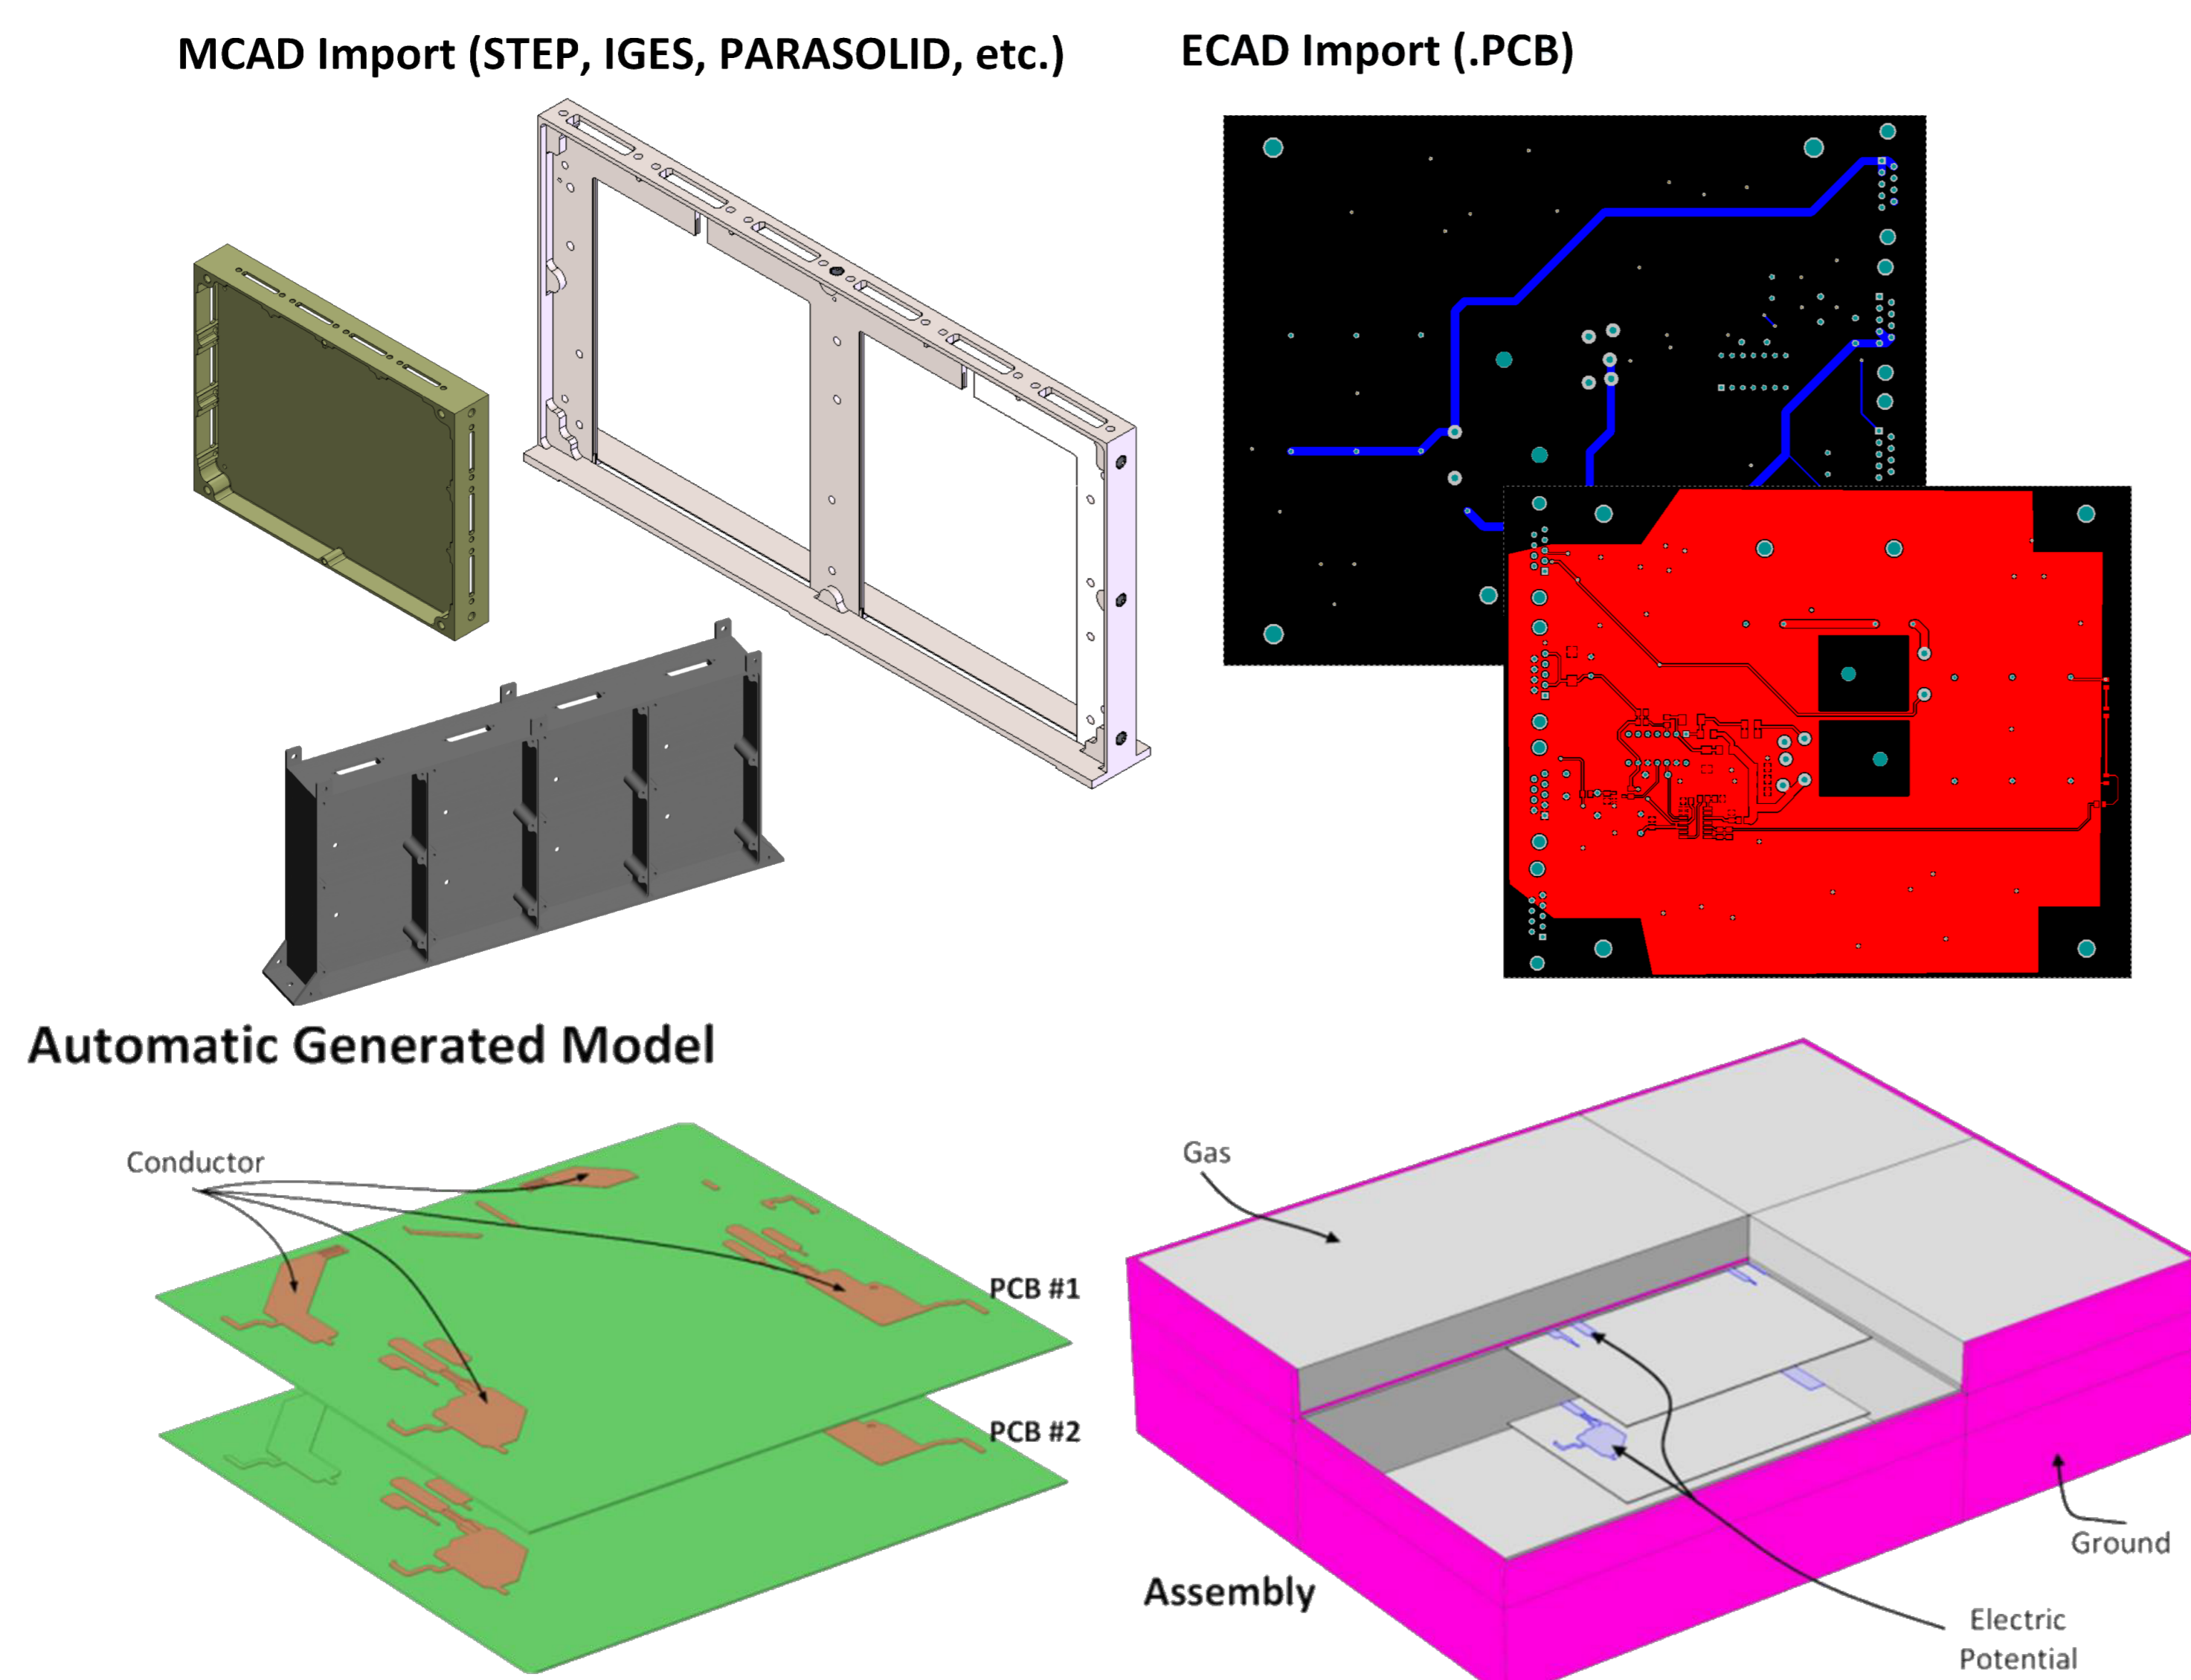 MCAD Import (STEP, IGES, PARASOLID, etc.)
ECAD Import (.PCB)
Automatic Generated Model
Conductor
PCB #1
PCB #2
Gas
Ground
Assembly
Electric
Potential